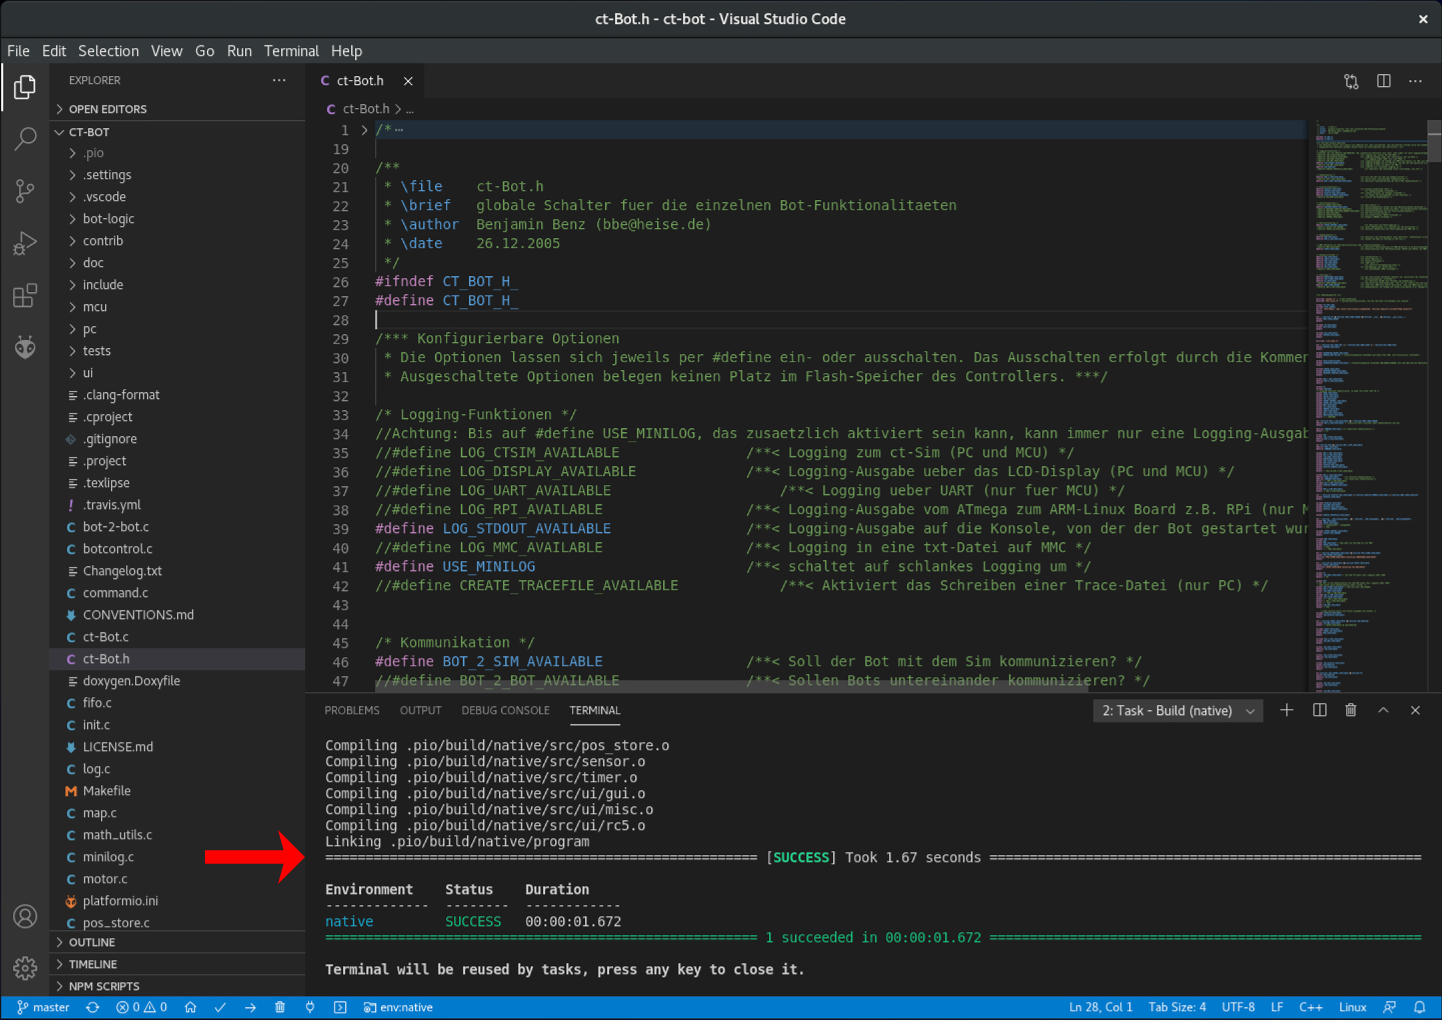 ct-Bot.h - ct-bot - Visual Studio Code
File Edit Selection View Go Run Terminal Help
EXPLORER
OPEN EDITORS
CT-BOT
.pio
.settings
.vscode
bot-logic
contrib
doc
include
mcu
pc
tests
ui
.clang-format
.cproject
.gitignore
.project
.texlipse
.travis.yml
bot-2-bot.c
botcontrol.c
Changelog.txt
command.c
CONVENTIONS.md
ct-Bot.c
ct-Bot.h
doxygen.Doxyfile
fifo.c
init.c
LICENSE.md
log.c
Makefile
map.c
math_utils.c
minilog.c
motor.c
platformio.ini
pos_store.c
OUTLINE
TIMELINE
NPM SCRIPTS
C ct-Bot.h
C ct-Bot.h > ...
1 /*…
19
20 /**
21 * \file ct-Bot.h
22 * \brief globale Schalter fuer die einzelnen Bot-Funktionalitaeten
23 * \author Benjamin Benz (bbe@heise.de)
24 * \date 26.12.2005
25 */
26 #ifndef CT_BOT_H_
27 #define CT_BOT_H_
28
29 /*** Konfigurierbare Optionen
30 * Die Optionen lassen sich jeweils per #define ein- oder ausschalten. Das Ausschalten erfolgt durch die Kommen
31 * Ausgeschaltete Optionen belegen keinen Platz im Flash-Speicher des Controllers. ***/
32
33 /* Logging-Funktionen */
34 //Achtung: Bis auf #define USE_MINILOG, das zusaetzlich aktiviert sein kann, kann immer nur eine Logging-Ausgab
35 //#define LOG_CTSIM_AVAILABLE /**< Logging zum ct-Sim (PC und MCU) */
36 //#define LOG_DISPLAY_AVAILABLE /**< Logging-Ausgabe ueber das LCD-Display (PC und MCU) */
37 //#define LOG_UART_AVAILABLE /**< Logging ueber UART (nur fuer MCU) */
38 //#define LOG_RPI_AVAILABLE /**< Logging-Ausgabe vom ATmega zum ARM-Linux Board z.B. RPi (nur M
39 #define LOG_STDOUT_AVAILABLE /**< Logging-Ausgabe auf die Konsole, von der der Bot gestartet wur
40 //#define LOG_MMC_AVAILABLE /**< Logging in eine txt-Datei auf MMC */
41 #define USE_MINILOG /**< schaltet auf schlankes Logging um */
42 //#define CREATE_TRACEFILE_AVAILABLE /**< Aktiviert das Schreiben einer Trace-Datei (nur PC) */
43
44
45 /* Kommunikation */
46 #define BOT_2_SIM_AVAILABLE /**< Soll der Bot mit dem Sim kommunizieren? */
47 //#define BOT_2_BOT_AVAILABLE /**< Sollen Bots untereinander kommunizieren? */
PROBLEMS OUTPUT DEBUG CONSOLE TERMINAL 2: Task - Build (native)
Compiling .pio/build/native/src/pos_store.o
Compiling .pio/build/native/src/sensor.o
Compiling .pio/build/native/src/timer.o
Compiling .pio/build/native/src/ui/gui.o
Compiling .pio/build/native/src/ui/misc.o
Compiling .pio/build/native/src/ui/rc5.o
Linking .pio/build/native/program
====================================================== [SUCCESS] Took 1.67 seconds ======================================================
Environment Status Duration
------------- -------- ------------
native SUCCESS 00:00:01.672
====================================================== 1 succeeded in 00:00:01.672 ======================================================
Terminal will be reused by tasks, press any key to close it.
master 0 0 env:native Ln 28, Col 1 Tab Size: 4 UTF-8 LF C++ Linux